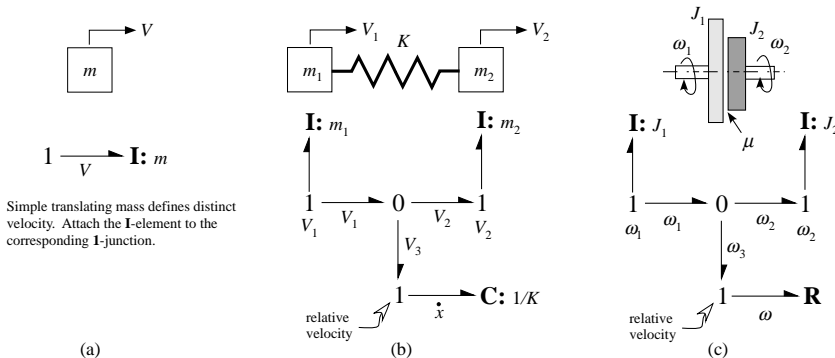 V
m
1 V I: m
Simple translating mass defines distinct
velocity. Attach the I-element to the
corresponding 1-junction.
(a)
V₁ K V₂
m₁ m₂
I: m₁ I: m₂
1 V₁ 0 V₂ 1
V₁ V₂
V₃
1 ẋ C: 1/K
relative
velocity
(b)
J₁
J₂
ω₁ ω₂
μ
I: J₁ I: J₂
1 ω₁ 0 ω₂ 1
ω₁ ω₂
ω₃
1 ω R
relative
velocity
(c)